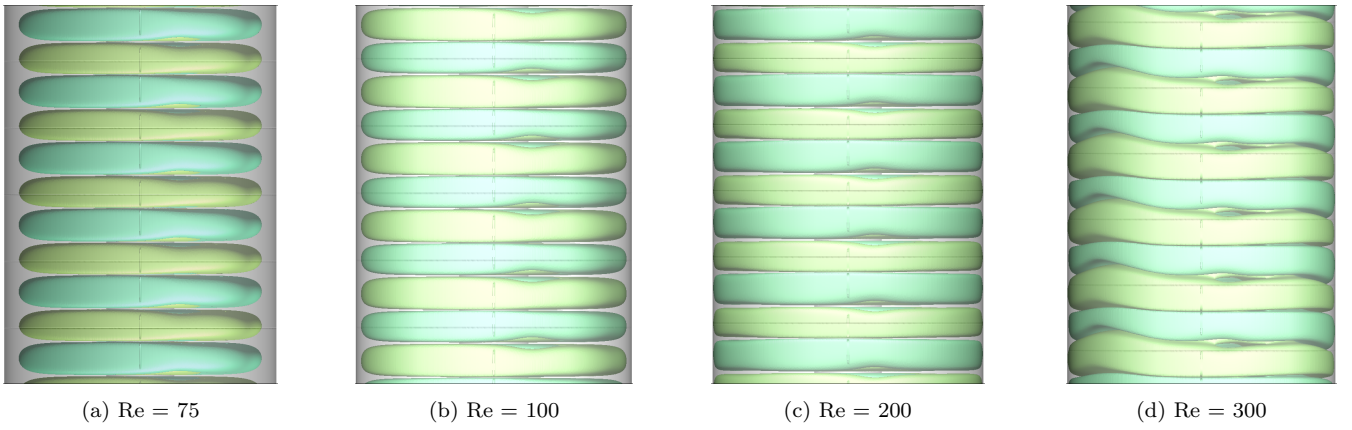 (a) Re = 75
(b) Re = 100
(c) Re = 200
(d) Re = 300